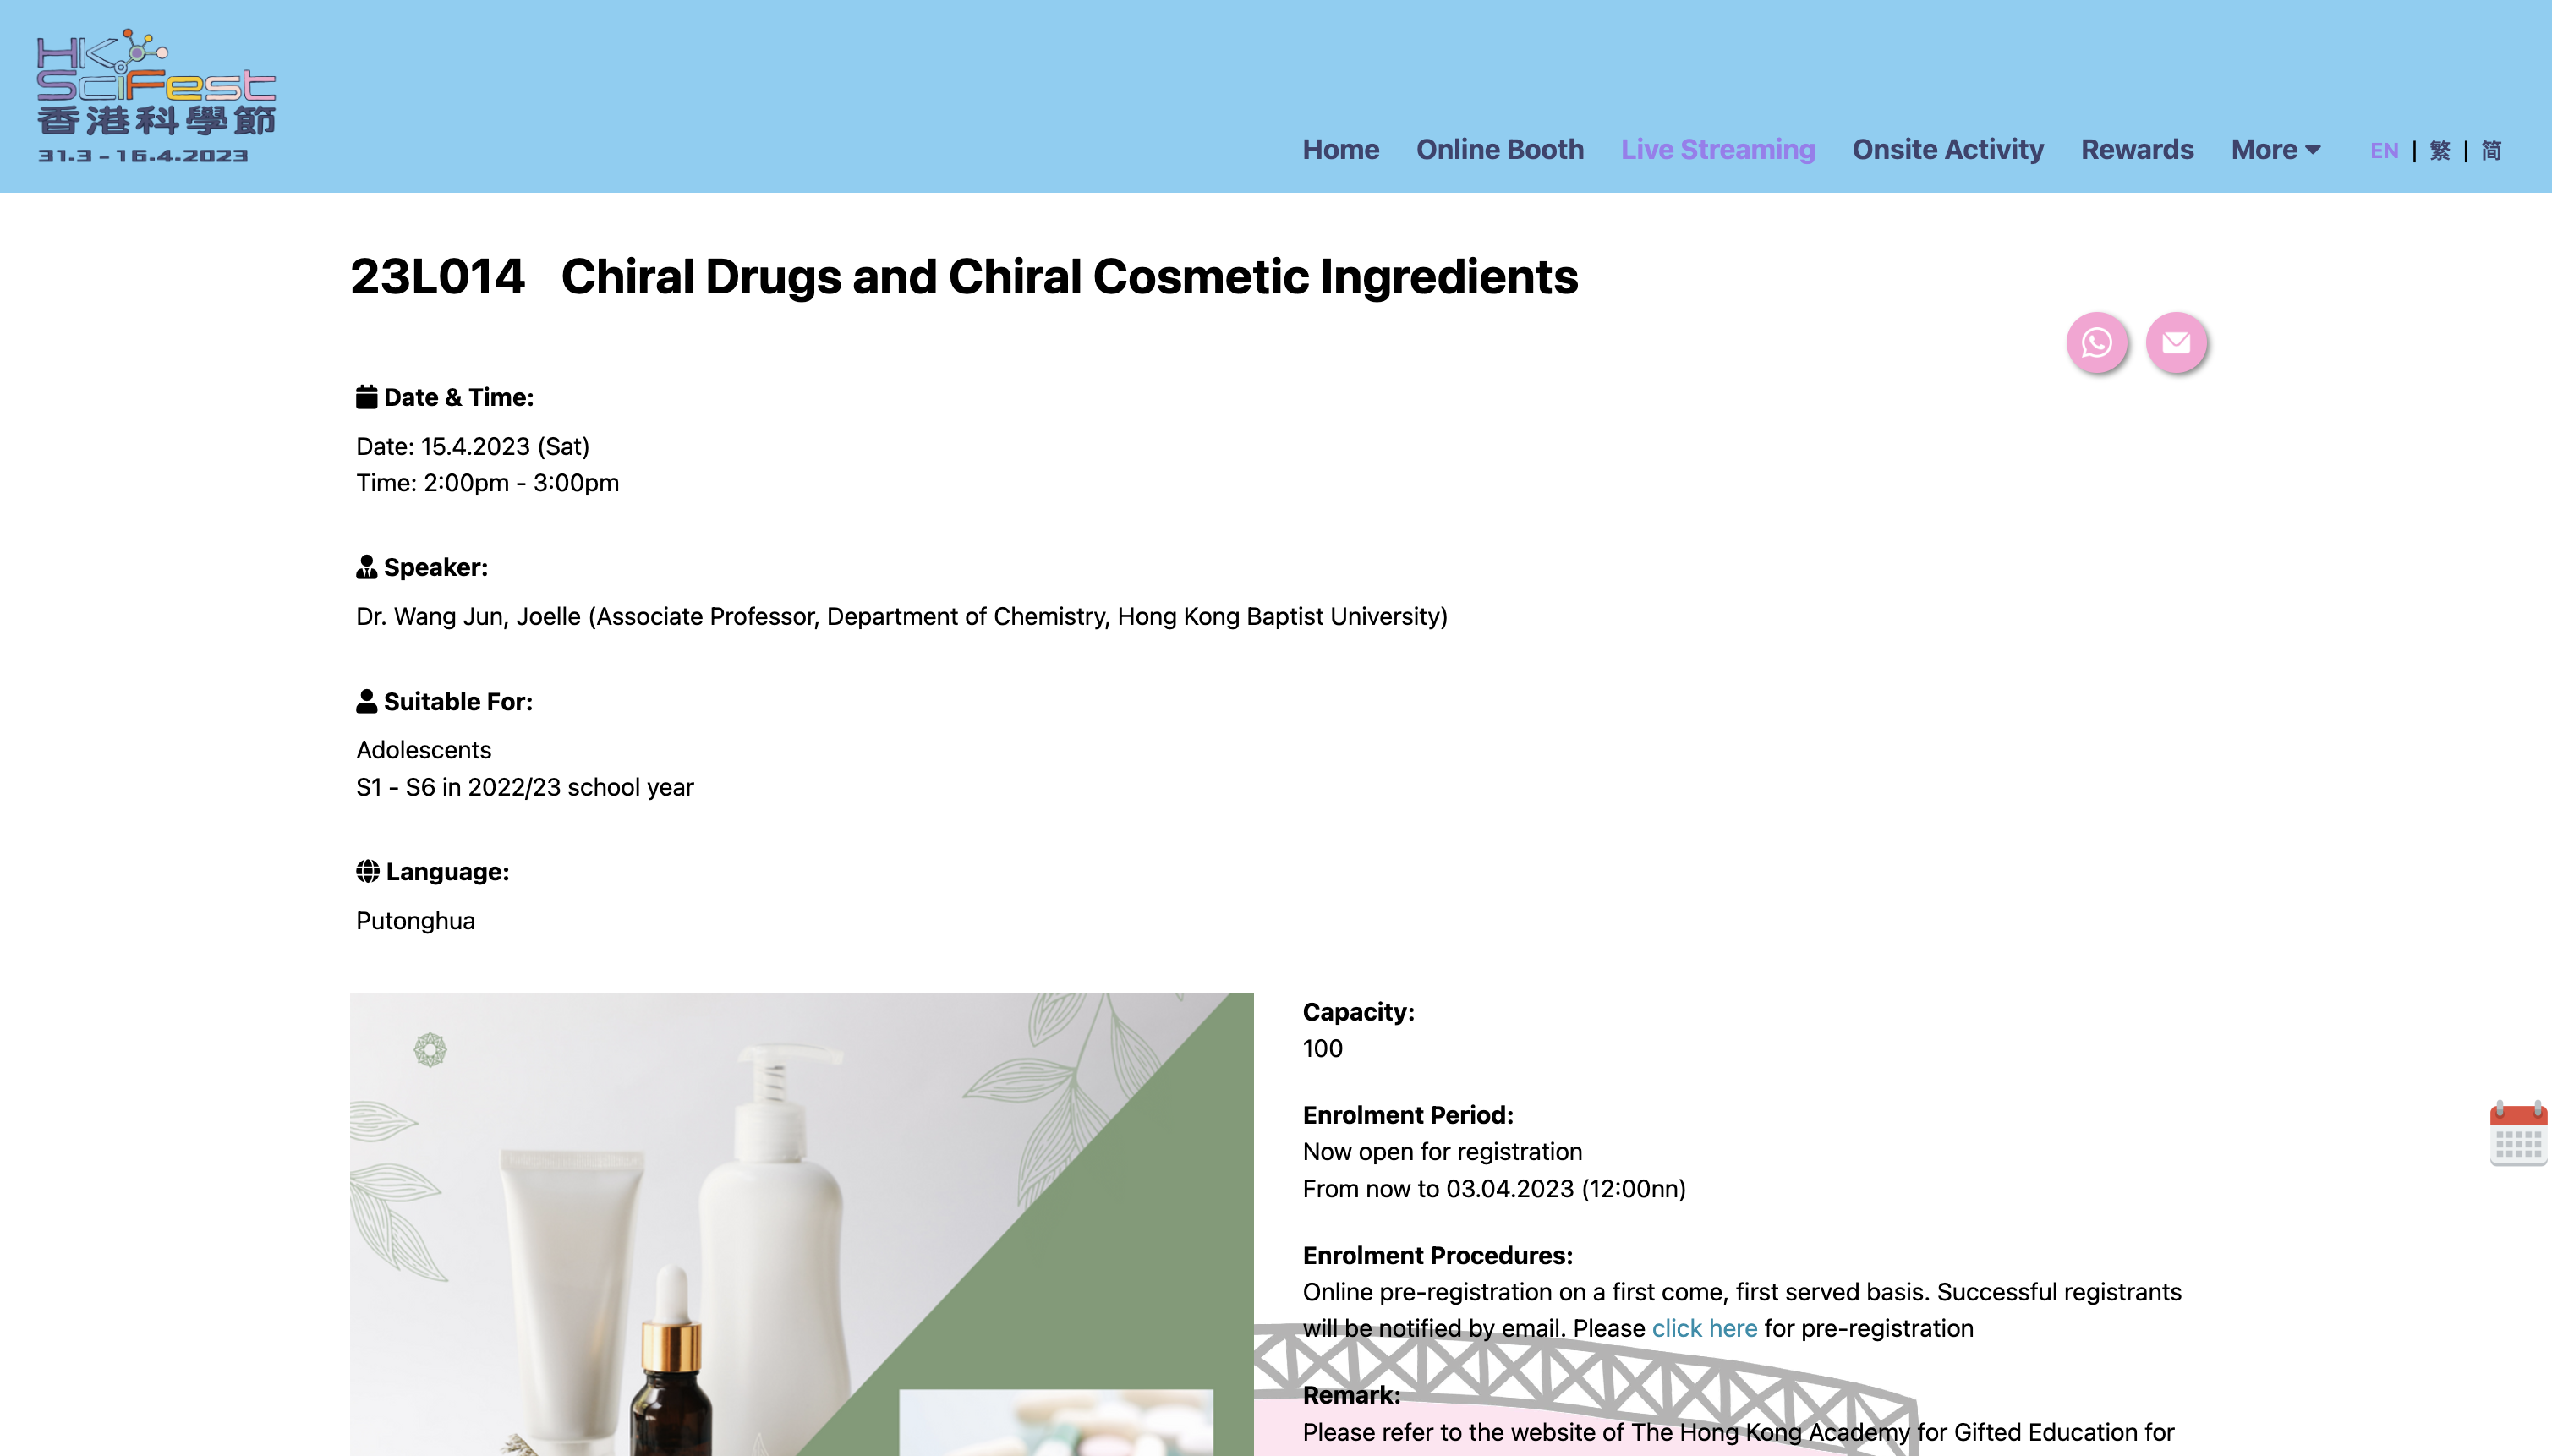 HK
SciFest
香港科學節
31.3 - 16.4.2023
Home Online Booth Live Streaming Onsite Activity Rewards More EN | 繁 | 简
23L014 Chiral Drugs and Chiral Cosmetic Ingredients
Date & Time:
Date: 15.4.2023 (Sat)
Time: 2:00pm - 3:00pm
Speaker:
Dr. Wang Jun, Joelle (Associate Professor, Department of Chemistry, Hong Kong Baptist University)
Suitable For:
Adolescents
S1 - S6 in 2022/23 school year
Language:
Putonghua
Capacity:
100
Enrolment Period:
Now open for registration
From now to 03.04.2023 (12:00nn)
Enrolment Procedures:
Online pre-registration on a first come, first served basis. Successful registrants
will be notified by email. Please click here for pre-registration
Remark:
Please refer to the website of The Hong Kong Academy for Gifted Education for